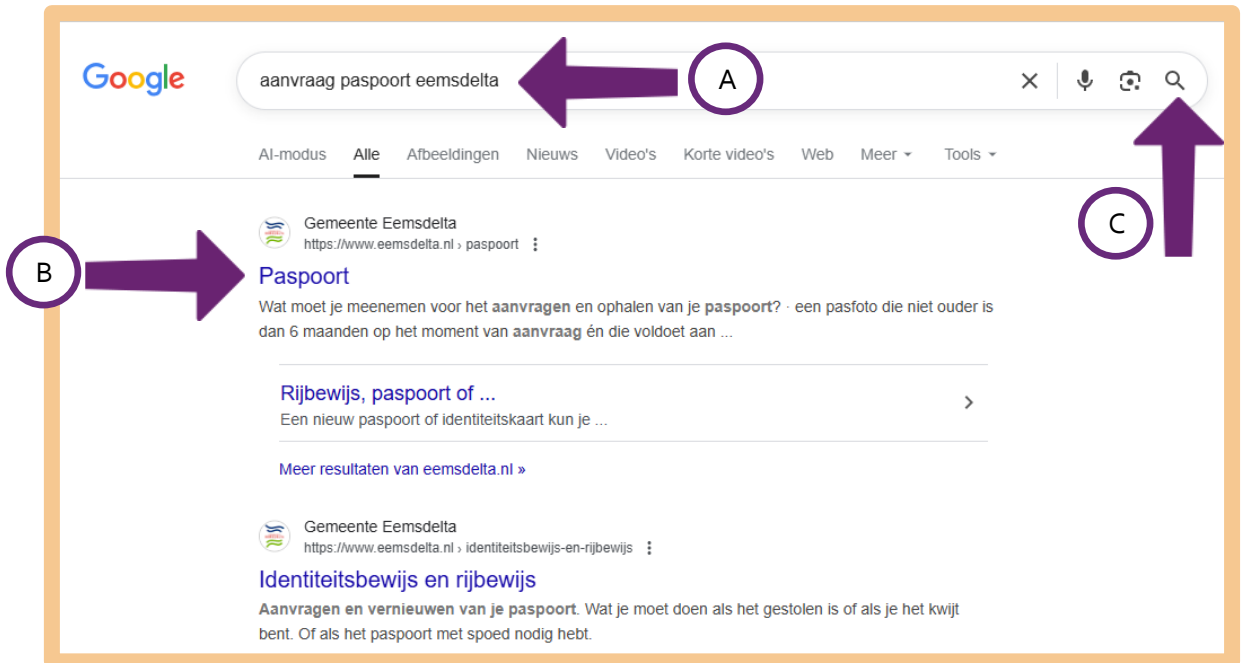 Google
aanvraag paspoort eemsdelta
A
AI-modus Alle Afbeeldingen Nieuws Video's Korte video's Web Meer Tools
C
Gemeente Eemsdelta
https://www.eemsdelta.nl › paspoort
B
Paspoort
Wat moet je meenemen voor het aanvragen en ophalen van je paspoort? · een pasfoto die niet ouder is
dan 6 maanden op het moment van aanvraag én die voldoet aan ...
Rijbewijs, paspoort of ...
Een nieuw paspoort of identiteitskaart kun je ...
Meer resultaten van eemsdelta.nl »
Gemeente Eemsdelta
https://www.eemsdelta.nl › identiteitsbewijs-en-rijbewijs
Identiteitsbewijs en rijbewijs
Aanvragen en vernieuwen van je paspoort. Wat je moet doen als het gestolen is of als je het kwijt
bent. Of als het paspoort met spoed nodig hebt.